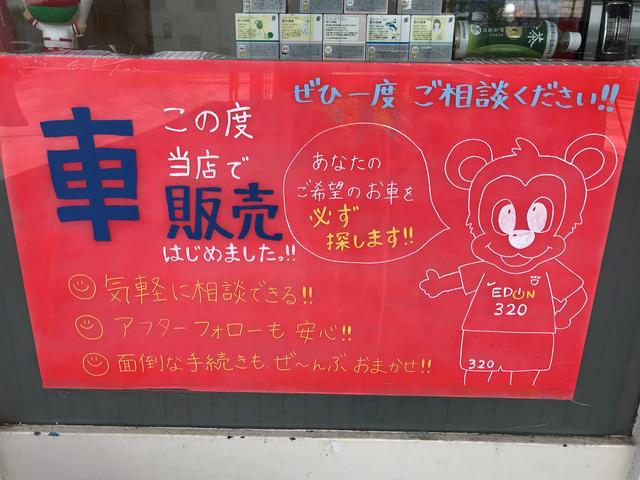 ぜひ一度 ご相談ください!!
車
この度
当店で
販売
はじめましたっ!!
あなたの
ご希望のお車を
必ず
探します!!
気軽に相談できる!!
アフターフォローも 安心!!
面倒な手続きも、ぜ〜んぶ おまかせ!!
EDION
320
320
茶